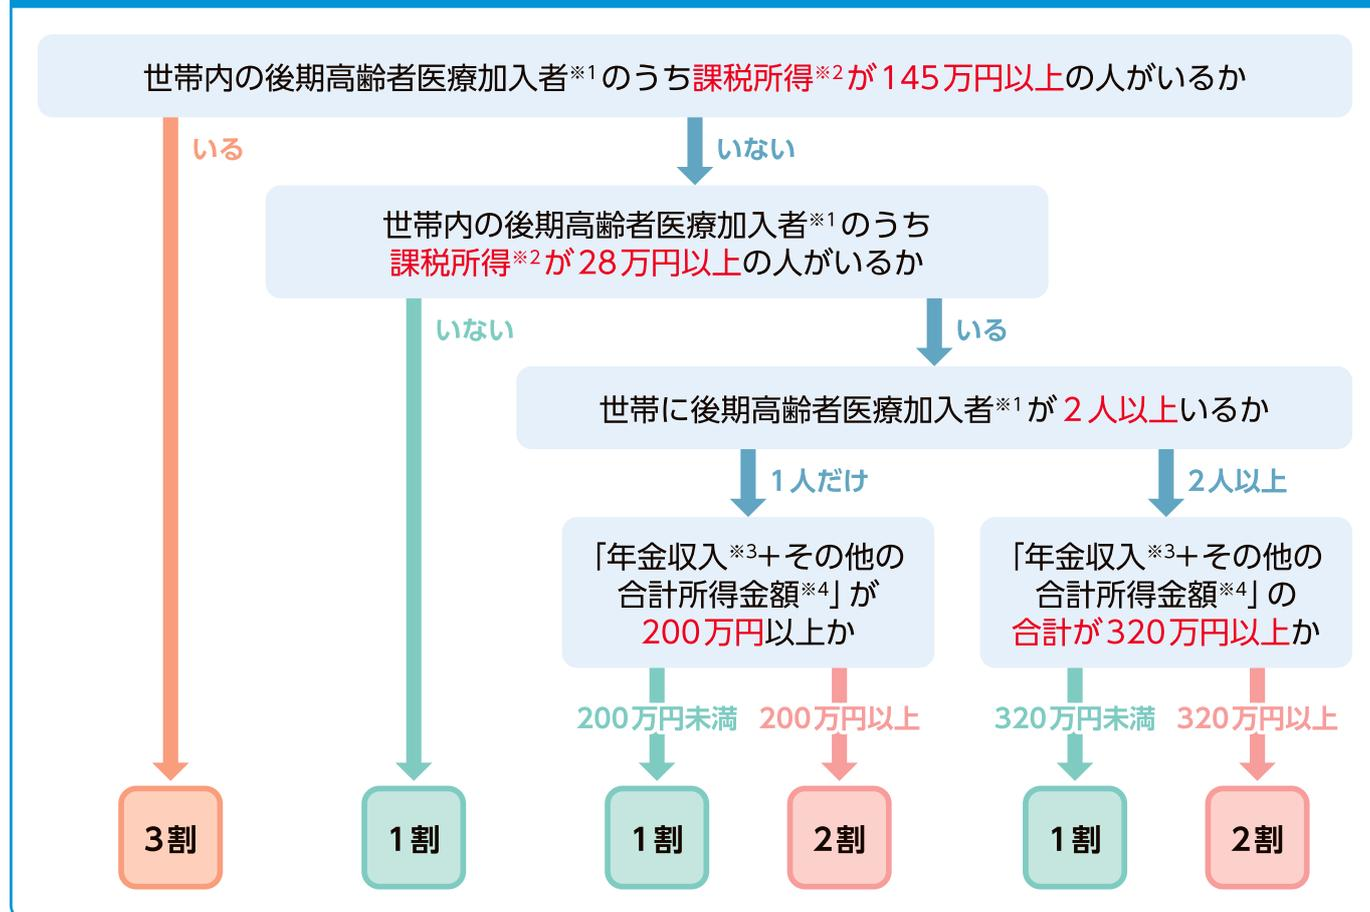 世帯内の後期高齢者医療加入者※1のうち課税所得※2が145万円以上の人がいるか
いる
いない
世帯内の後期高齢者医療加入者※1のうち
課税所得※2が28万円以上の人がいるか
いない
いる
世帯に後期高齢者医療加入者※1が2人以上いるか
1人だけ
2人以上
「年金収入※3+その他の
合計所得金額※4」が
200万円以上か
「年金収入※3+その他の
合計所得金額※4」の
合計が320万円以上か
200万円未満
200万円以上
320万円未満
320万円以上
3割
1割
1割
2割
1割
2割